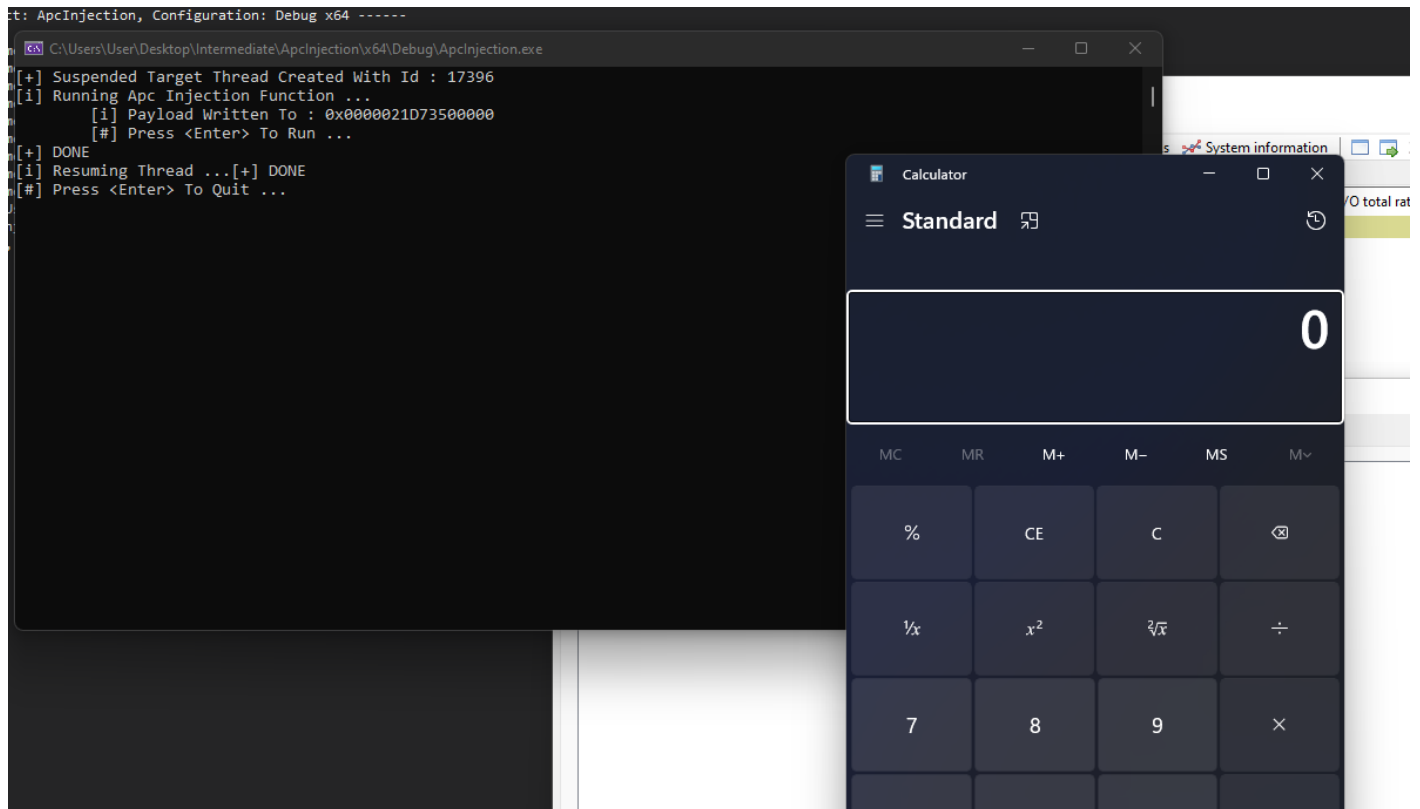 ct: ApcInjection, Configuration: Debug x64 ------
C:\Users\User\Desktop\Intermediate\ApcInjection\x64\Debug\ApcInjection.exe
[+] Suspended Target Thread Created With Id : 17396
[i] Running Apc Injection Function ...
[i] Payload Written To : 0x0000021D73500000
[#] Press <Enter> To Run ...
[+] DONE
[i] Resuming Thread ...[+] DONE
[#] Press <Enter> To Quit ...
s System information
/O total rat
Calculator
Standard
0
MC MR M+ M− MS M
% CE C
⅟x x² ²√x ÷
7 8 9 ×